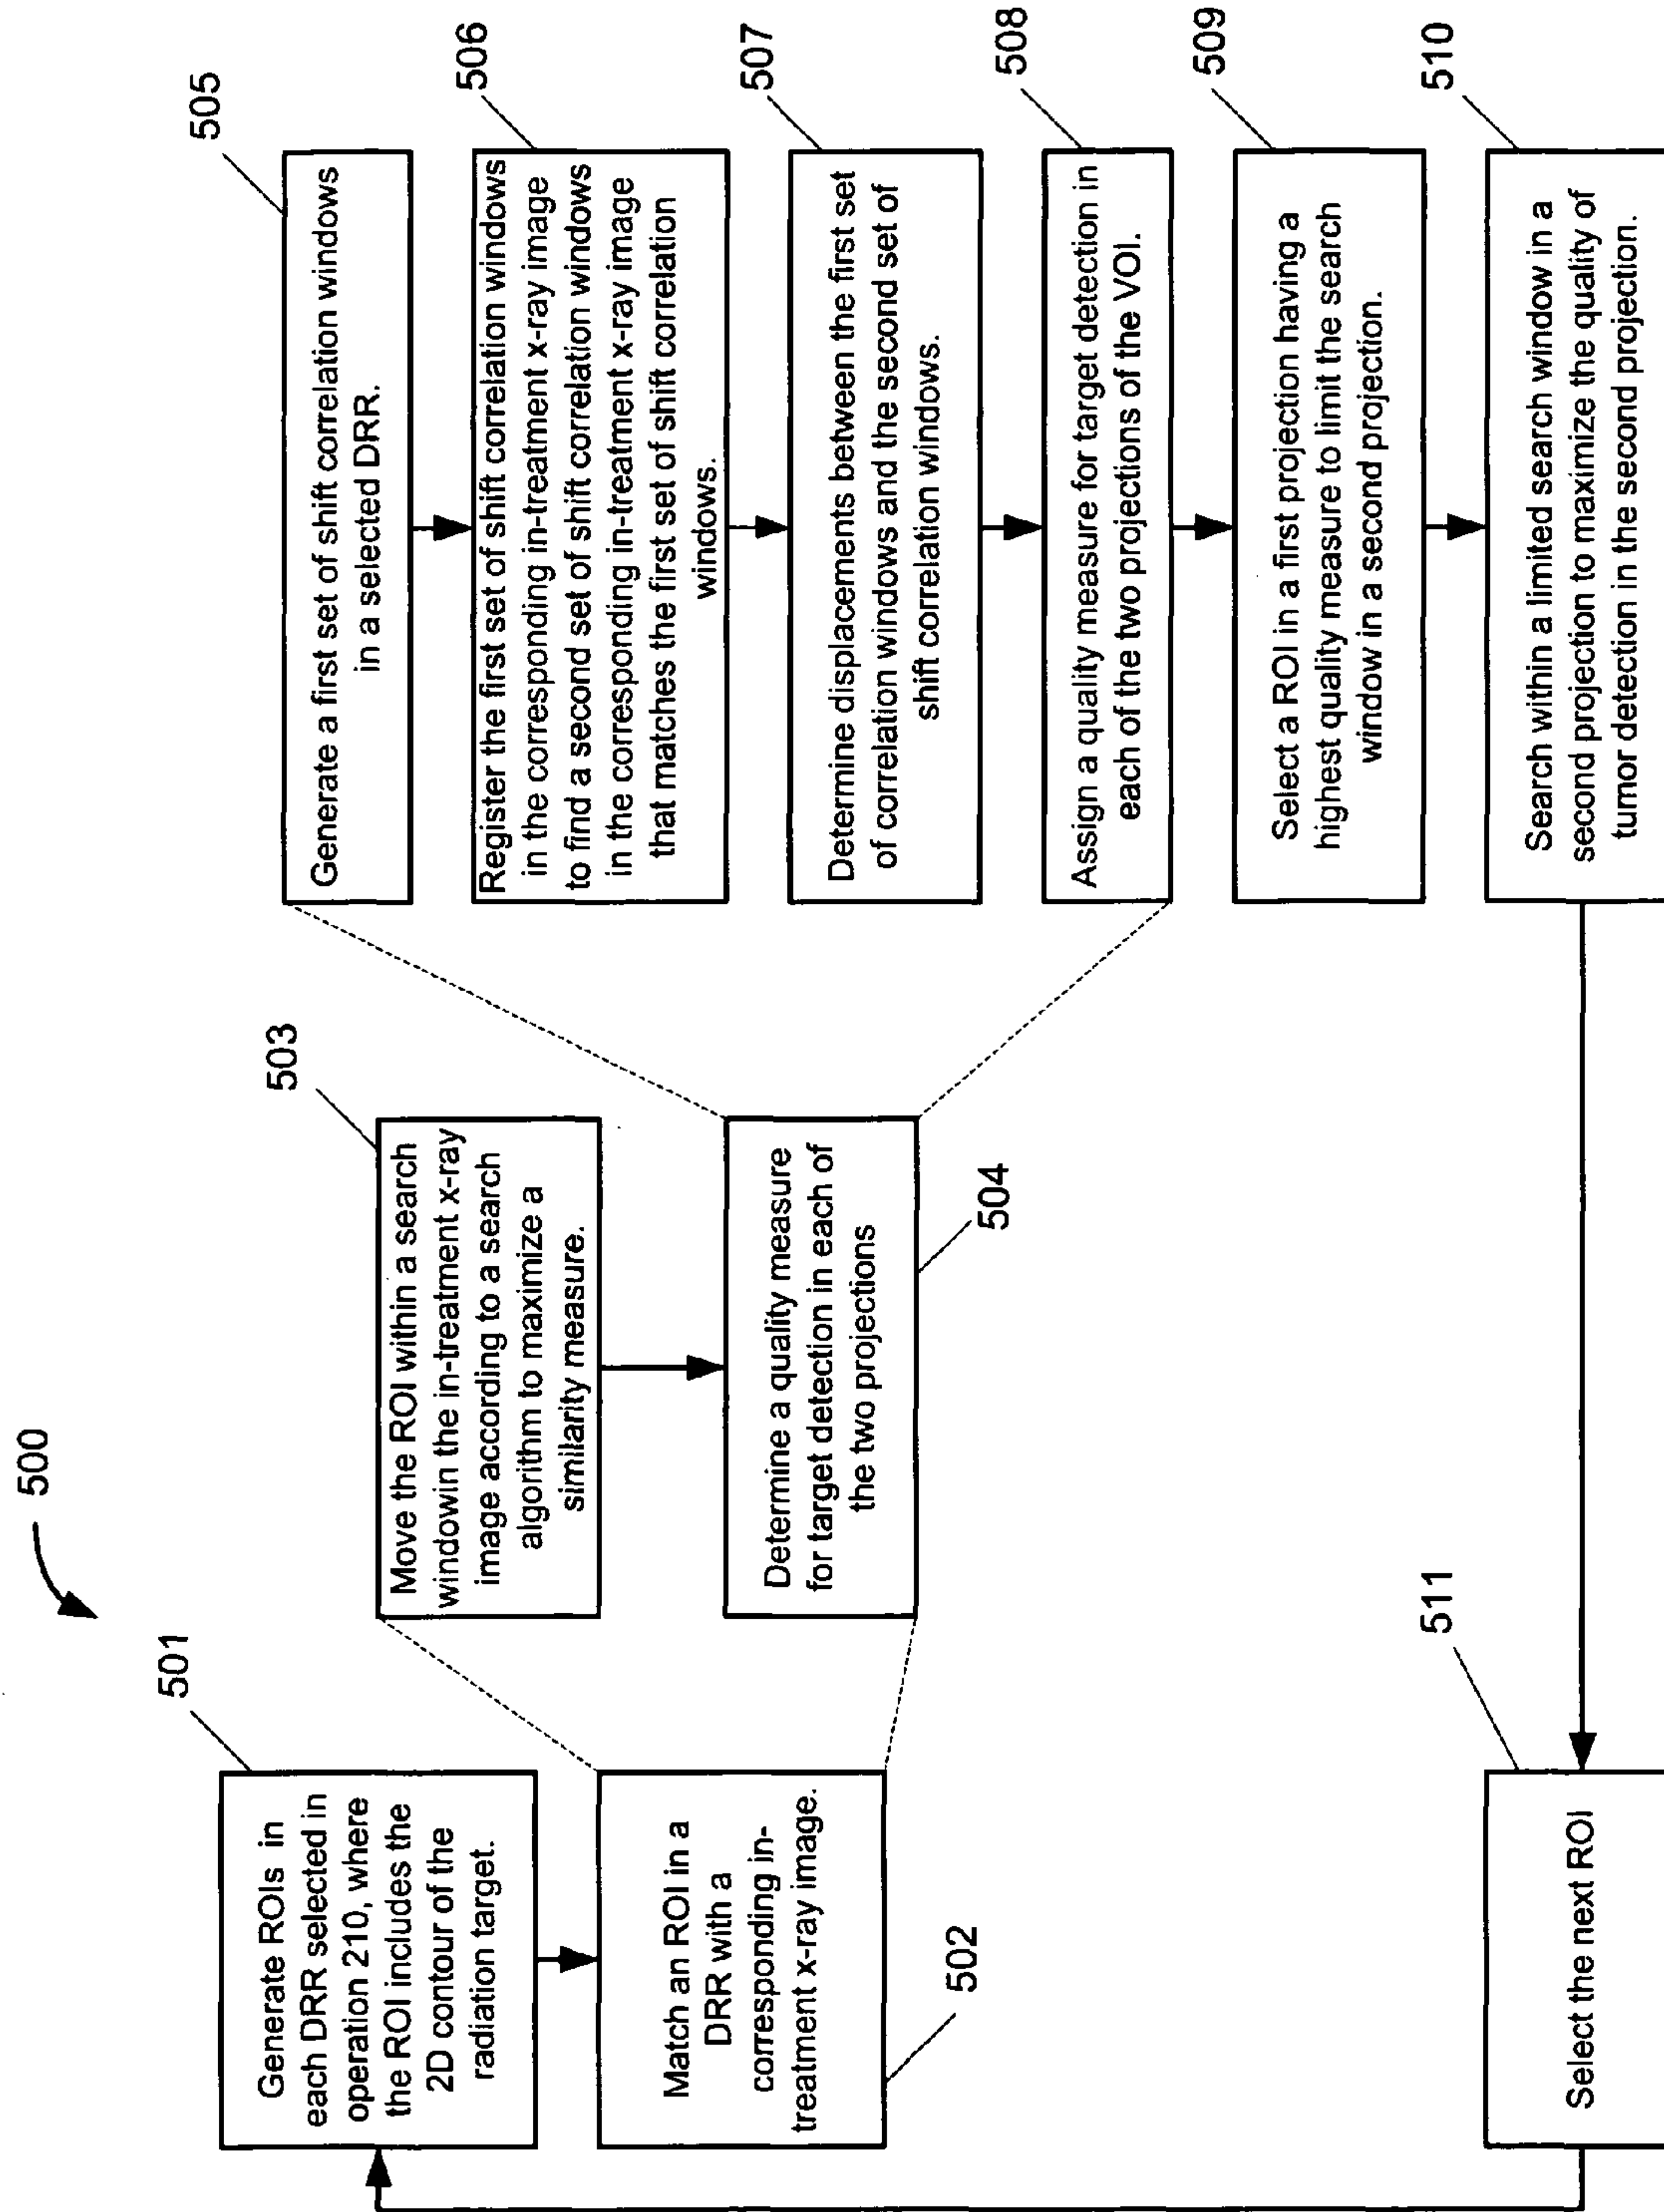 500
501
Generate ROIs in
each DRR selected in
operation 210, where
the ROI includes the
2D contour of the
radiation target.
Match an ROI in a
DRR with a
corresponding in-
treatment x-ray image.
502
503
Move the ROI within a search
windowin the in-treatment x-ray
image according to a search
algorithm to maximize a
similarity measure.
Determine a quality measure
for target detection in each of
the two projections
504
505
Generate a first set of shift correlation windows
in a selected DRR.
506
Register the first set of shift correlation windows
in the corresponding in-treatment x-ray image
to find a second set of shift correlation windows
in the corresponding in-treatment x-ray image
that matches the first set of shift correlation
windows.
507
Determine displacements between the first set
of correlation windows and the second set of
shift correlation windows.
508
Assign a quality measure for target detection in
each of the two projections of the VOI.
509
Select a ROI in a first projection having a
highest quality measure to limit the search
window in a second projection.
510
Search within a limited search window in a
second projection to maximize the quality of
tumor detection in the second projection.
511
Select the next ROI